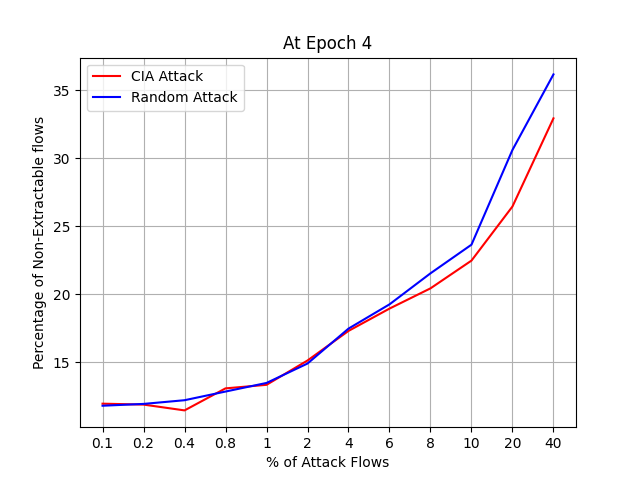 At Epoch 4
CIA Attack
Random Attack
Percentage of Non-Extractable flows
35
30
25
20
15
0.1 0.2 0.4 0.8 1 2 4 6 8 10 20 40
% of Attack Flows